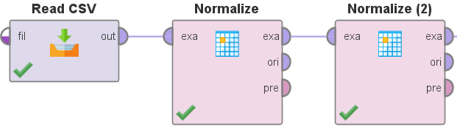 Read CSV
Normalize
Normalize (2)
fil
out
exa
exa
ori
pre
exa
exa
ori
pre